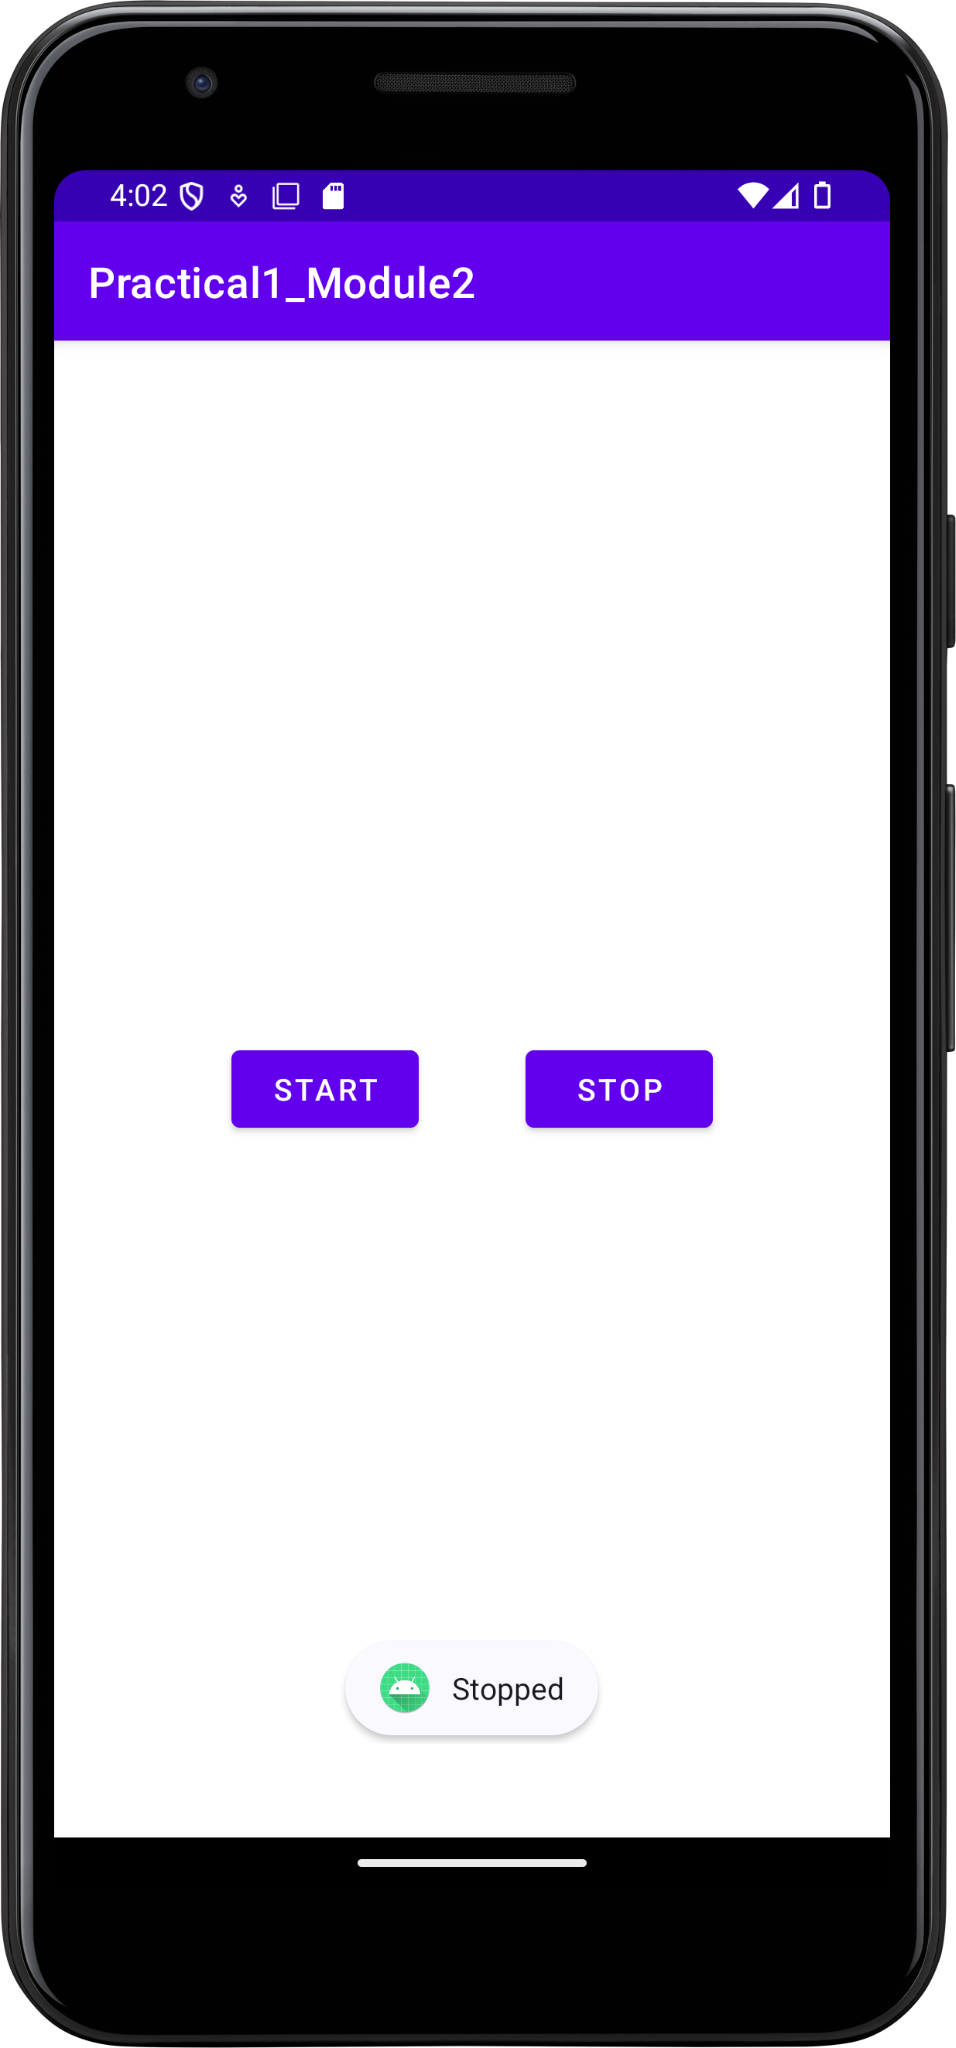 4:02
Practical1_Module2
START STOP
Stopped